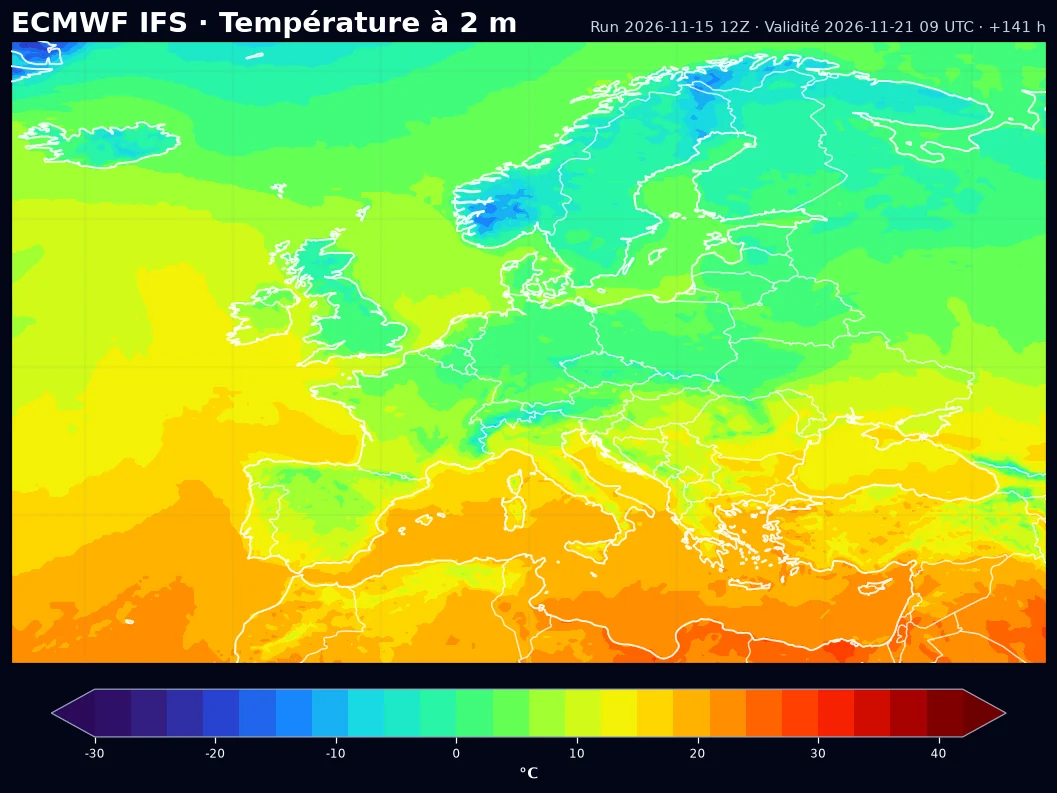 ECMWF IFS · Température à 2 m
Run 2026-11-15 12Z · Validité 2026-11-21 09 UTC · +141 h
-30 -20 -10 0 10 20 30 40
°C